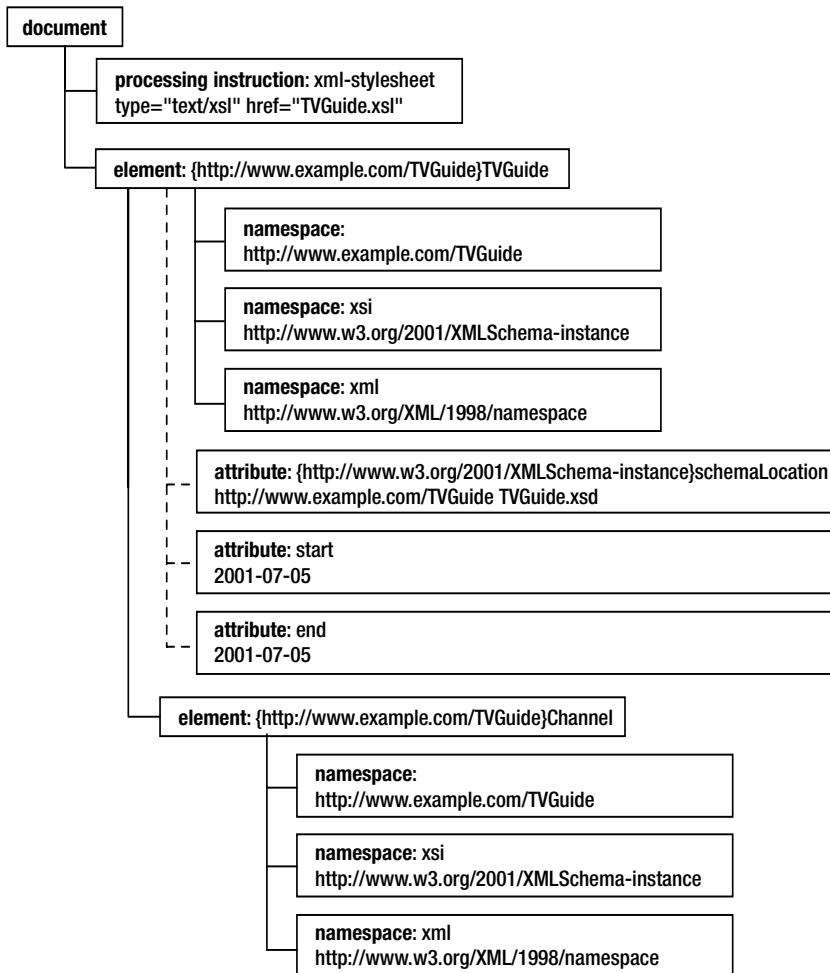 document
processing instruction: xml-stylesheet
type="text/xsl" href="TVGuide.xsl"
element: {http://www.example.com/TVGuide}TVGuide
namespace:
http://www.example.com/TVGuide
namespace: xsi
http://www.w3.org/2001/XMLSchema-instance
namespace: xml
http://www.w3.org/XML/1998/namespace
attribute: {http://www.w3.org/2001/XMLSchema-instance}schemaLocation
http://www.example.com/TVGuide TVGuide.xsd
attribute: start
2001-07-05
attribute: end
2001-07-05
element: {http://www.example.com/TVGuide}Channel
namespace:
http://www.example.com/TVGuide
namespace: xsi
http://www.w3.org/2001/XMLSchema-instance
namespace: xml
http://www.w3.org/XML/1998/namespace